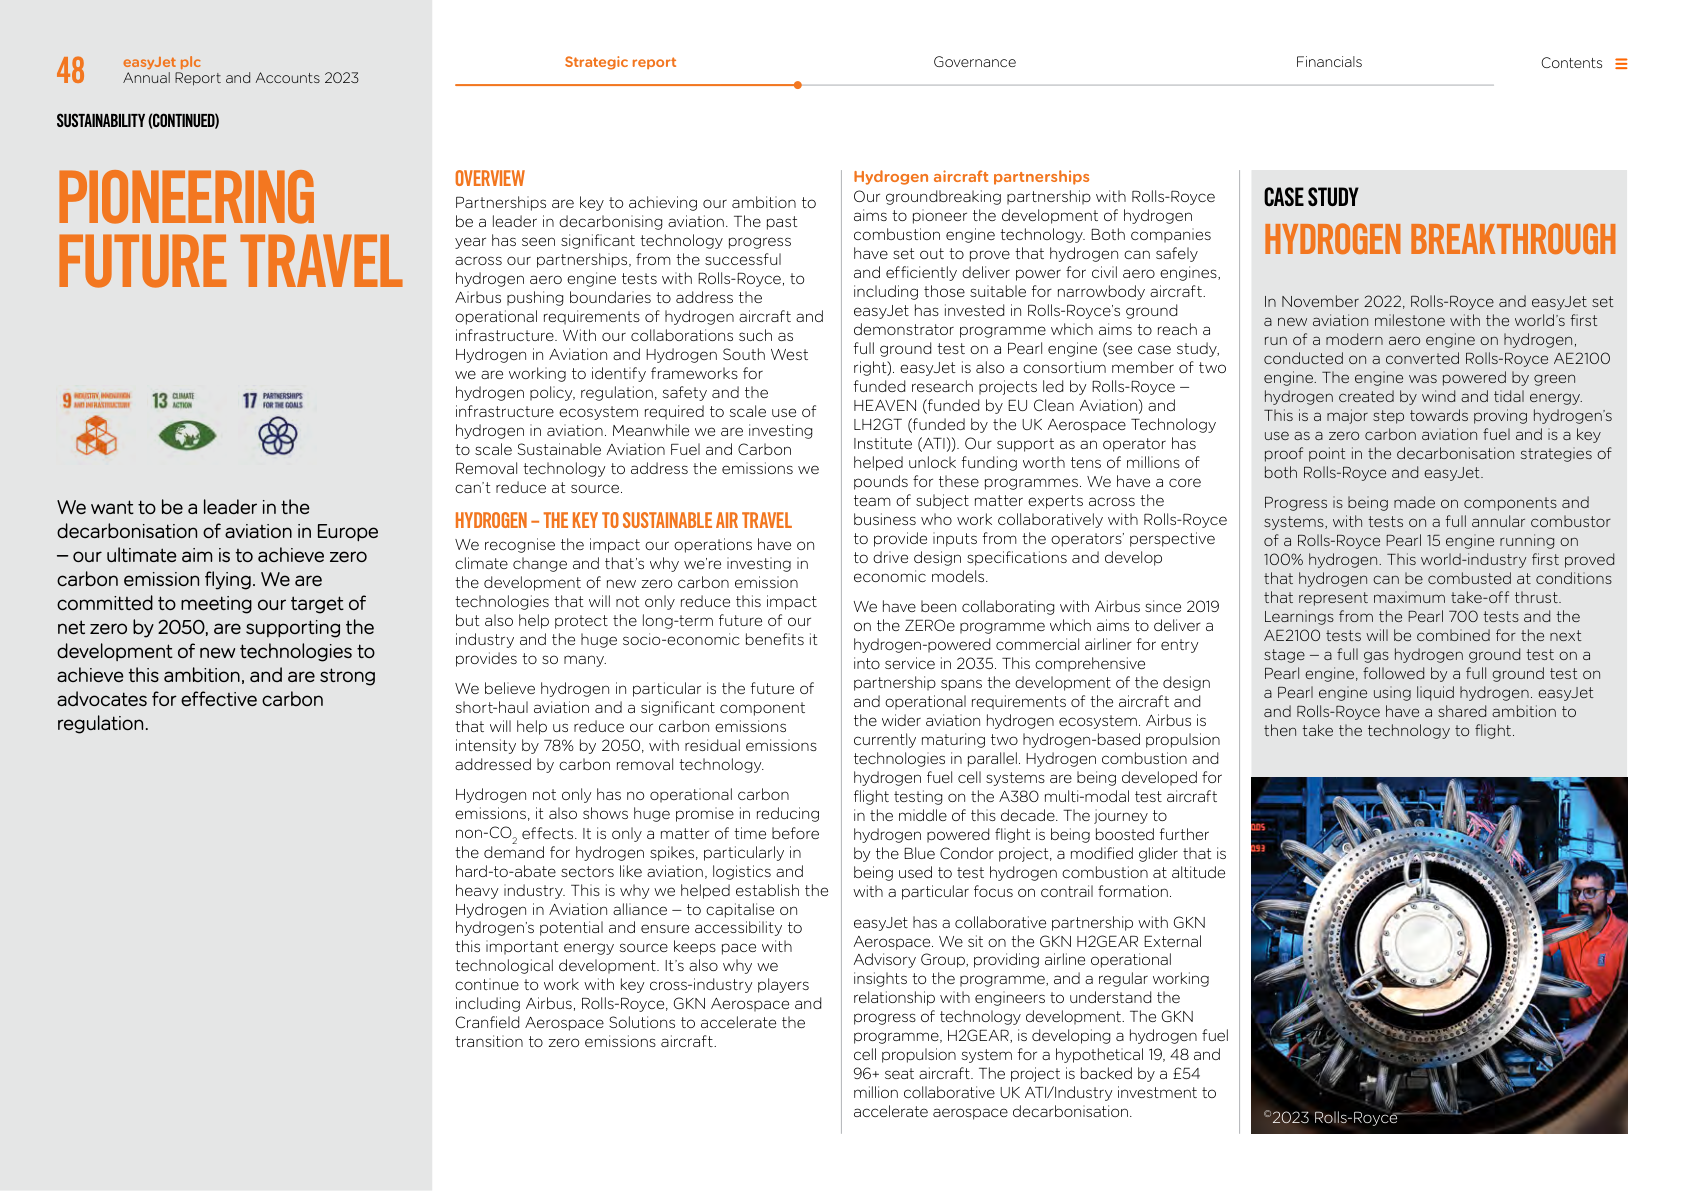 48
easyJet plc
Annual Report and Accounts 2023
Strategic report
Governance
Financials
Contents
SUSTAINABILITY (CONTINUED)
PIONEERING
FUTURE TRAVEL
9 INDUSTRY, INNOVATION
AND INFRASTRUCTURE
13 CLIMATE
ACTION
17 PARTNERSHIPS
FOR THE GOALS
We want to be a leader in the
decarbonisation of aviation in Europe
– our ultimate aim is to achieve zero
carbon emission flying. We are
committed to meeting our target of
net zero by 2050, are supporting the
development of new technologies to
achieve this ambition, and are strong
advocates for effective carbon
regulation.
OVERVIEW
Partnerships are key to achieving our ambition to
be a leader in decarbonising aviation. The past
year has seen significant technology progress
across our partnerships, from the successful
hydrogen aero engine tests with Rolls-Royce, to
Airbus pushing boundaries to address the
operational requirements of hydrogen aircraft and
infrastructure. With our collaborations such as
Hydrogen in Aviation and Hydrogen South West
we are working to identify frameworks for
hydrogen policy, regulation, safety and the
infrastructure ecosystem required to scale use of
hydrogen in aviation. Meanwhile we are investing
to scale Sustainable Aviation Fuel and Carbon
Removal technology to address the emissions we
can't reduce at source.
HYDROGEN – THE KEY TO SUSTAINABLE AIR TRAVEL
We recognise the impact our operations have on
climate change and that's why we're investing in
the development of new zero carbon emission
technologies that will not only reduce this impact
but also help protect the long-term future of our
industry and the huge socio-economic benefits it
provides to so many.
We believe hydrogen in particular is the future of
short-haul aviation and a significant component
that will help us reduce our carbon emissions
intensity by 78% by 2050, with residual emissions
addressed by carbon removal technology.
Hydrogen not only has no operational carbon
emissions, it also shows huge promise in reducing
non-CO2 effects. It is only a matter of time before
the demand for hydrogen spikes, particularly in
hard-to-abate sectors like aviation, logistics and
heavy industry. This is why we helped establish the
Hydrogen in Aviation alliance – to capitalise on
hydrogen's potential and ensure accessibility to
this important energy source keeps pace with
technological development. It's also why we
continue to work with key cross-industry players
including Airbus, Rolls-Royce, GKN Aerospace and
Cranfield Aerospace Solutions to accelerate the
transition to zero emissions aircraft.
Hydrogen aircraft partnerships
Our groundbreaking partnership with Rolls-Royce
aims to pioneer the development of hydrogen
combustion engine technology. Both companies
have set out to prove that hydrogen can safely
and efficiently deliver power for civil aero engines,
including those suitable for narrowbody aircraft.
easyJet has invested in Rolls-Royce's ground
demonstrator programme which aims to reach a
full ground test on a Pearl engine (see case study,
right). easyJet is also a consortium member of two
funded research projects led by Rolls-Royce –
HEAVEN (funded by EU Clean Aviation) and
LH2GT (funded by the UK Aerospace Technology
Institute (ATI)). Our support as an operator has
helped unlock funding worth tens of millions of
pounds for these programmes. We have a core
team of subject matter experts across the
business who work collaboratively with Rolls-Royce
to provide inputs from the operators' perspective
to drive design specifications and develop
economic models.
We have been collaborating with Airbus since 2019
on the ZEROe programme which aims to deliver a
hydrogen-powered commercial airliner for entry
into service in 2035. This comprehensive
partnership spans the development of the design
and operational requirements of the aircraft and
the wider aviation hydrogen ecosystem. Airbus is
currently maturing two hydrogen-based propulsion
technologies in parallel. Hydrogen combustion and
hydrogen fuel cell systems are being developed for
flight testing on the A380 multi-modal test aircraft
in the middle of this decade. The journey to
hydrogen powered flight is being boosted further
by the Blue Condor project, a modified glider that is
being used to test hydrogen combustion at altitude
with a particular focus on contrail formation.
easyJet has a collaborative partnership with GKN
Aerospace. We sit on the GKN H2GEAR External
Advisory Group, providing airline operational
insights to the programme, and a regular working
relationship with engineers to understand the
progress of technology development. The GKN
programme, H2GEAR, is developing a hydrogen fuel
cell propulsion system for a hypothetical 19, 48 and
96+ seat aircraft. The project is backed by a £54
million collaborative UK ATI/Industry investment to
accelerate aerospace decarbonisation.
CASE STUDY
HYDROGEN BREAKTHROUGH
In November 2022, Rolls-Royce and easyJet set
a new aviation milestone with the world's first
run of a modern aero engine on hydrogen,
conducted on a converted Rolls-Royce AE2100
engine. The engine was powered by green
hydrogen created by wind and tidal energy.
This is a major step towards proving hydrogen's
use as a zero carbon aviation fuel and is a key
proof point in the decarbonisation strategies of
both Rolls-Royce and easyJet.
Progress is being made on components and
systems, with tests on a full annular combustor
of a Rolls-Royce Pearl 15 engine running on
100% hydrogen. This world-industry first proved
that hydrogen can be combusted at conditions
that represent maximum take-off thrust.
Learnings from the Pearl 700 tests and the
AE2100 tests will be combined for the next
stage – a full gas hydrogen ground test on a
Pearl engine, followed by a full ground test on
a Pearl engine using liquid hydrogen. easyJet
and Rolls-Royce have a shared ambition to
then take the technology to flight.
©2023 Rolls-Royce